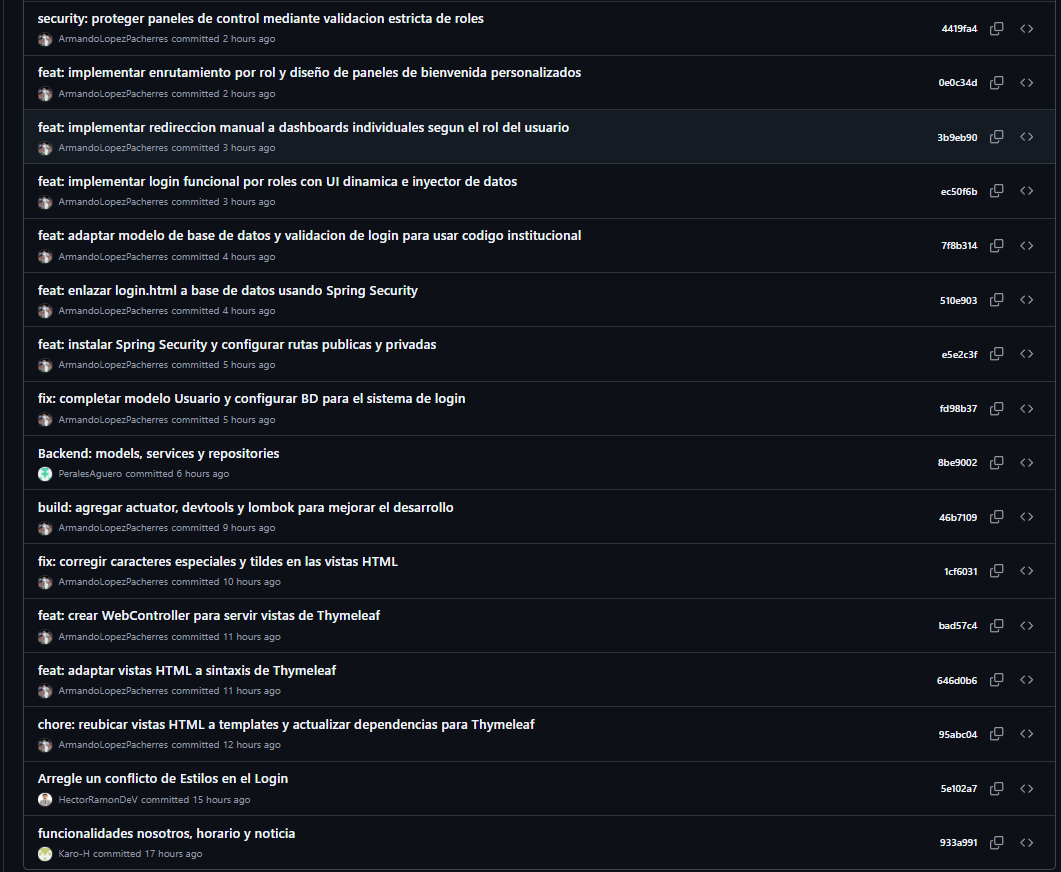 security: proteger paneles de control mediante validacion estricta de roles
4419fa4
ArmandoLopezPacherres committed 2 hours ago
feat: implementar enrutamiento por rol y diseño de paneles de bienvenida personalizados
0e0c34d
ArmandoLopezPacherres committed 2 hours ago
feat: implementar redireccion manual a dashboards individuales segun el rol del usuario
3b9eb90
ArmandoLopezPacherres committed 3 hours ago
feat: implementar login funcional por roles con UI dinamica e inyector de datos
ec50f6b
ArmandoLopezPacherres committed 3 hours ago
feat: adaptar modelo de base de datos y validacion de login para usar codigo institucional
7f8b314
ArmandoLopezPacherres committed 4 hours ago
feat: enlazar login.html a base de datos usando Spring Security
510e903
ArmandoLopezPacherres committed 4 hours ago
feat: instalar Spring Security y configurar rutas publicas y privadas
e5e2c3f
ArmandoLopezPacherres committed 5 hours ago
fix: completar modelo Usuario y configurar BD para el sistema de login
fd98b37
ArmandoLopezPacherres committed 5 hours ago
Backend: models, services y repositories
8be9002
PeralesAguero committed 6 hours ago
build: agregar actuator, devtools y lombok para mejorar el desarrollo
46b7109
ArmandoLopezPacherres committed 9 hours ago
fix: corregir caracteres especiales y tildes en las vistas HTML
1cf6031
ArmandoLopezPacherres committed 10 hours ago
feat: crear WebController para servir vistas de Thymeleaf
bad57c4
ArmandoLopezPacherres committed 11 hours ago
feat: adaptar vistas HTML a sintaxis de Thymeleaf
646d0b6
ArmandoLopezPacherres committed 11 hours ago
chore: reubicar vistas HTML a templates y actualizar dependencias para Thymeleaf
95abc04
ArmandoLopezPacherres committed 12 hours ago
Arregle un conflicto de Estilos en el Login
5e102a7
HectorRamonDeV committed 15 hours ago
funcionalidades nosotros, horario y noticia
933a991
Karo-H committed 17 hours ago